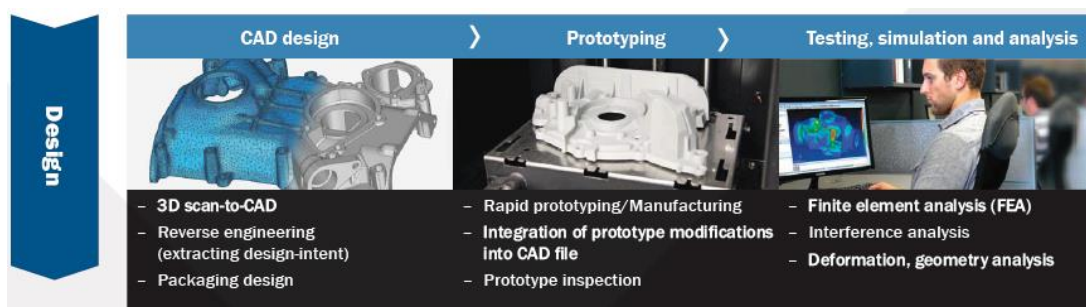 Design
CAD design
Prototyping
Testing, simulation and analysis
– 3D scan-to-CAD
– Reverse engineering
(extracting design-intent)
– Packaging design
– Rapid prototyping/Manufacturing
– Integration of prototype modifications
into CAD file
– Prototype inspection
– Finite element analysis (FEA)
– Interference analysis
– Deformation, geometry analysis